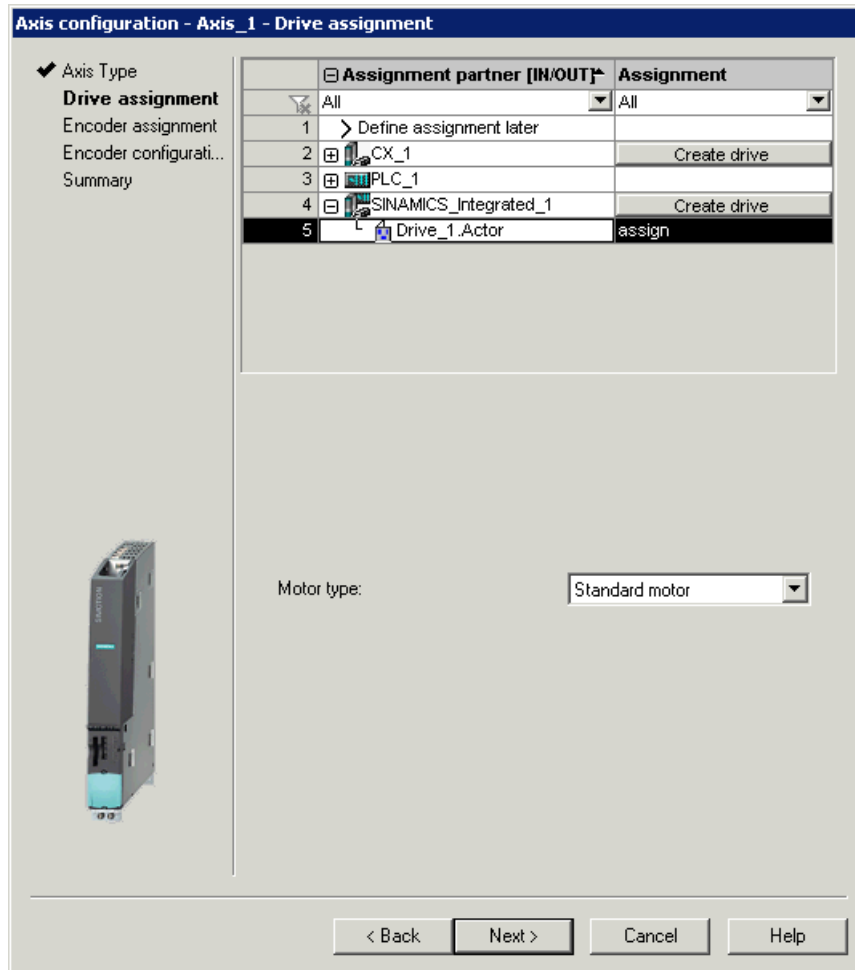 Axis configuration - Axis_1 - Drive assignment
Axis Type
Drive assignment
Encoder assignment
Encoder configurati...
Summary
Assignment partner [IN/OUT] Assignment
All All
1 Define assignment later
2 CX_1 Create drive
3 PLC_1
4 SINAMICS_Integrated_1 Create drive
5 Drive_1.Actor assign
SIMOTION
Motor type: Standard motor
< Back Next > Cancel Help